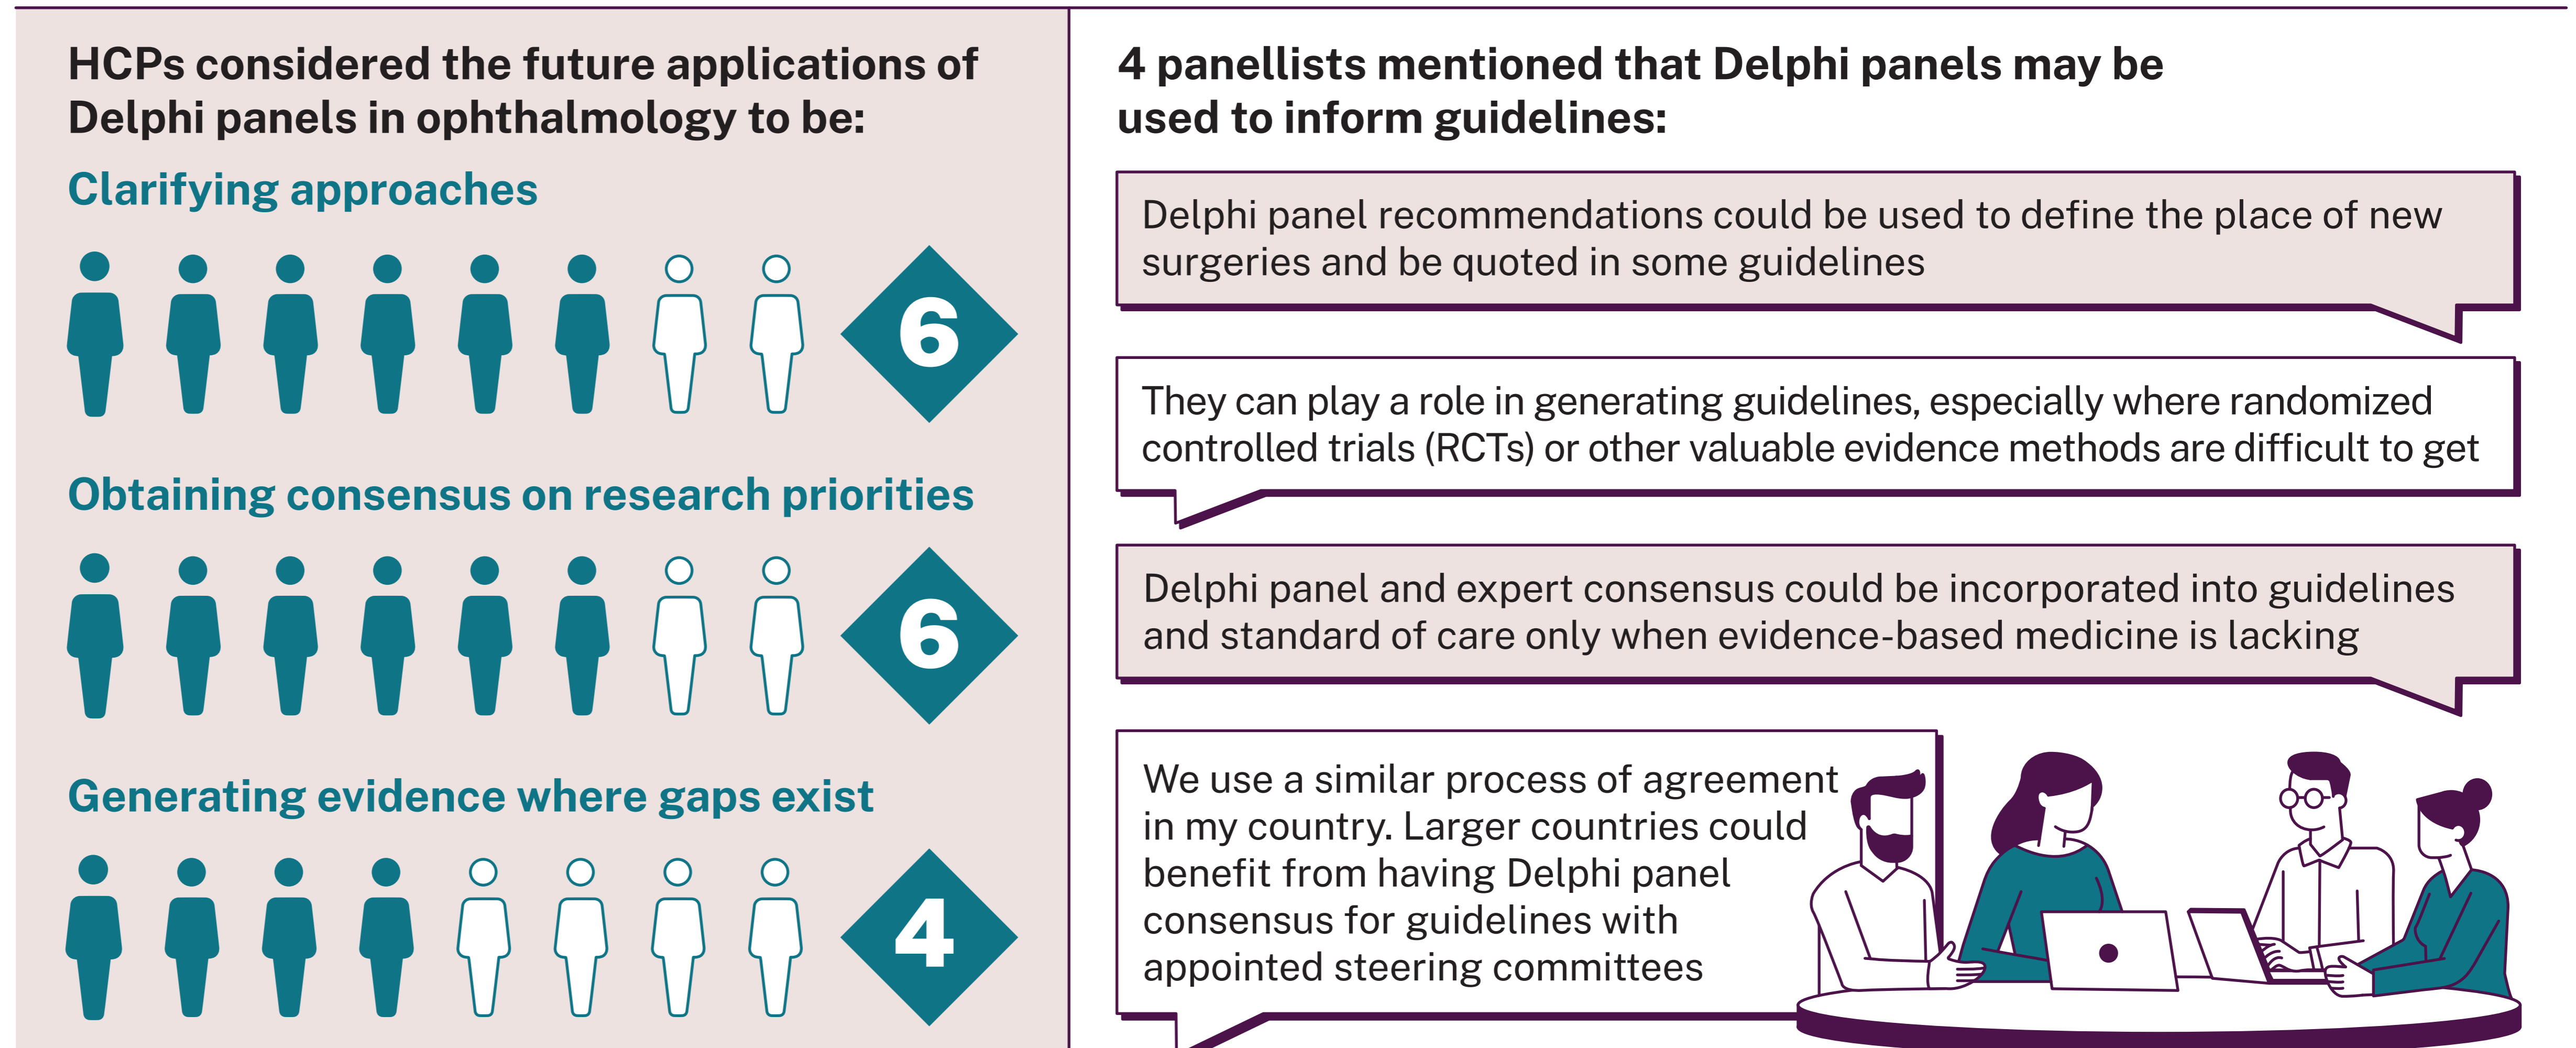 HCPs considered the future applications of
Delphi panels in ophthalmology to be:
Clarifying approaches
6
Obtaining consensus on research priorities
6
Generating evidence where gaps exist
4
4 panellists mentioned that Delphi panels may be
used to inform guidelines:
Delphi panel recommendations could be used to define the place of new
surgeries and be quoted in some guidelines
They can play a role in generating guidelines, especially where randomized
controlled trials (RCTs) or other valuable evidence methods are difficult to get
Delphi panel and expert consensus could be incorporated into guidelines
and standard of care only when evidence-based medicine is lacking
We use a similar process of agreement
in my country. Larger countries could
benefit from having Delphi panel
consensus for guidelines with
appointed steering committees